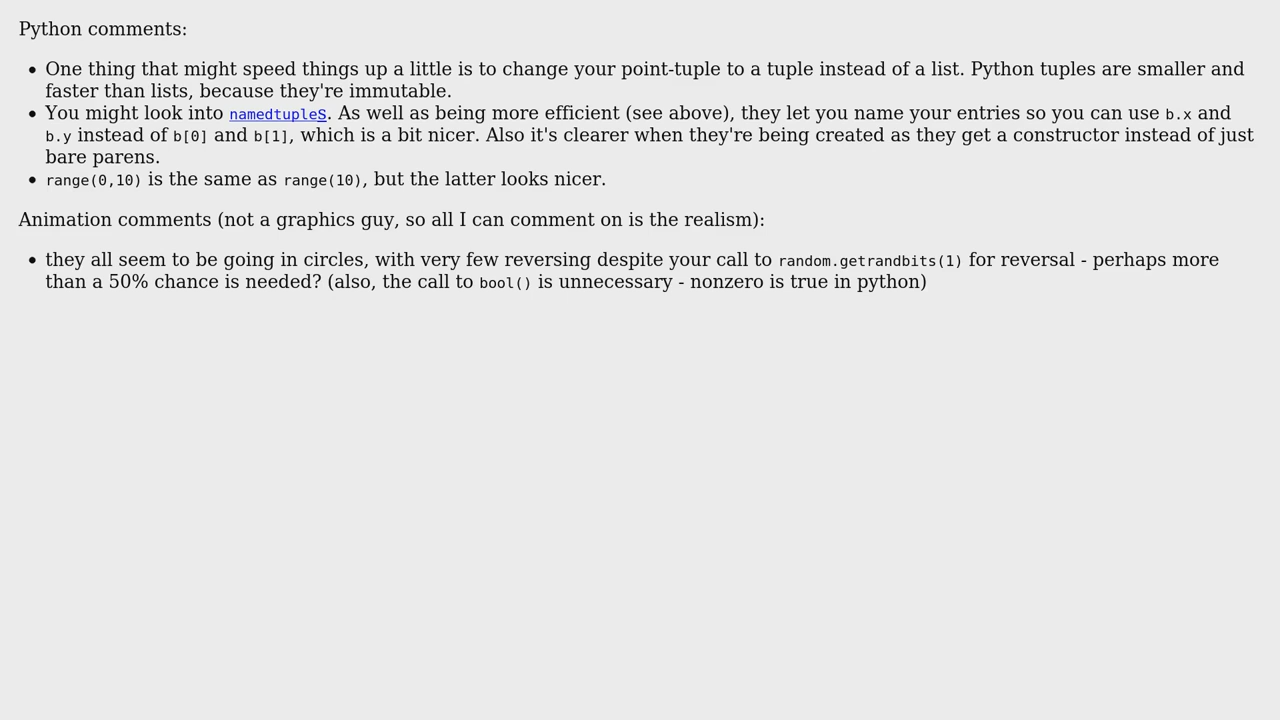 Python comments:
One thing that might speed things up a little is to change your point-tuple to a tuple instead of a list. Python tuples are smaller and
faster than lists, because they're immutable.
You might look into namedtuples. As well as being more efficient (see above), they let you name your entries so you can use b.x and
b.y instead of b[0] and b[1], which is a bit nicer. Also it's clearer when they're being created as they get a constructor instead of just
bare parens.
range(0,10) is the same as range(10), but the latter looks nicer.
Animation comments (not a graphics guy, so all I can comment on is the realism):
they all seem to be going in circles, with very few reversing despite your call to random.getrandbits(1) for reversal - perhaps more
than a 50% chance is needed? (also, the call to bool() is unnecessary - nonzero is true in python)